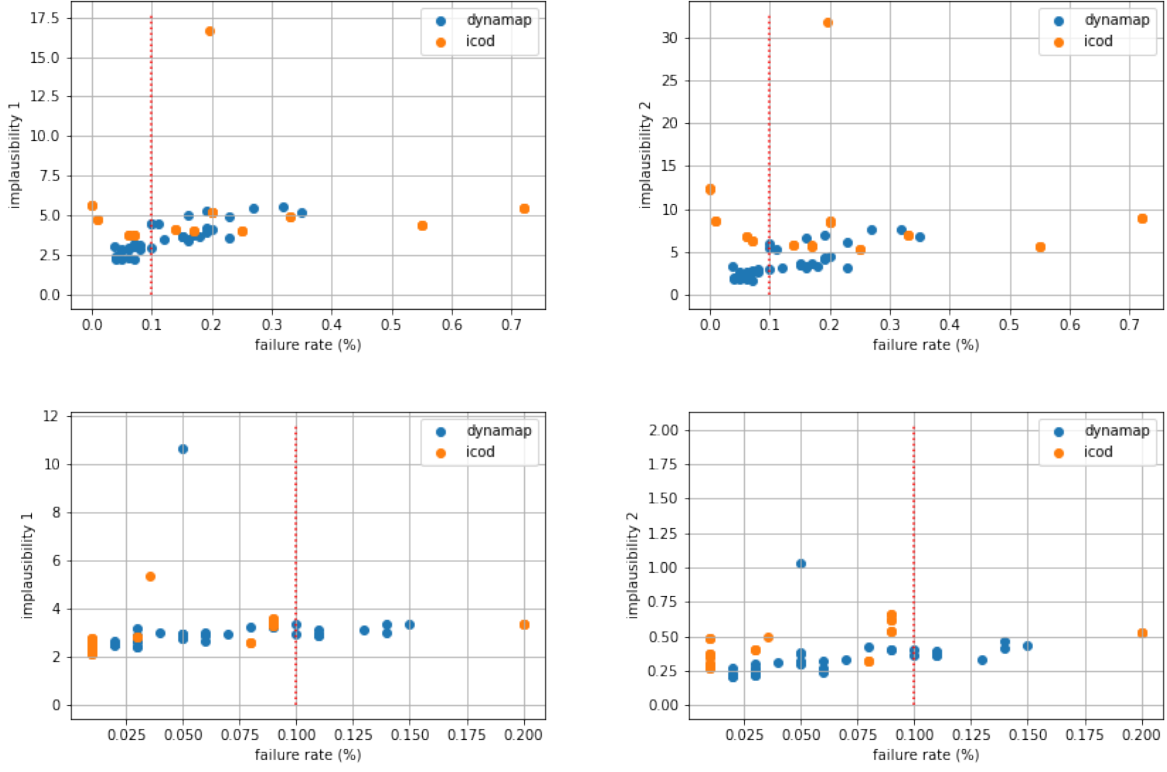 17.5
15.0
12.5
10.0
7.5
5.0
2.5
0.0
implausibility 1
dynamap
icod
0.0 0.1 0.2 0.3 0.4 0.5 0.6 0.7
failure rate (%)
30
25
20
15
10
5
0
implausibility 2
dynamap
icod
0.0 0.1 0.2 0.3 0.4 0.5 0.6 0.7
failure rate (%)
12
10
8
6
4
2
0
implausibility 1
dynamap
icod
0.025 0.050 0.075 0.100 0.125 0.150 0.175 0.200
failure rate (%)
2.00
1.75
1.50
1.25
1.00
0.75
0.50
0.25
0.00
implausibility 2
dynamap
icod
0.025 0.050 0.075 0.100 0.125 0.150 0.175 0.200
failure rate (%)